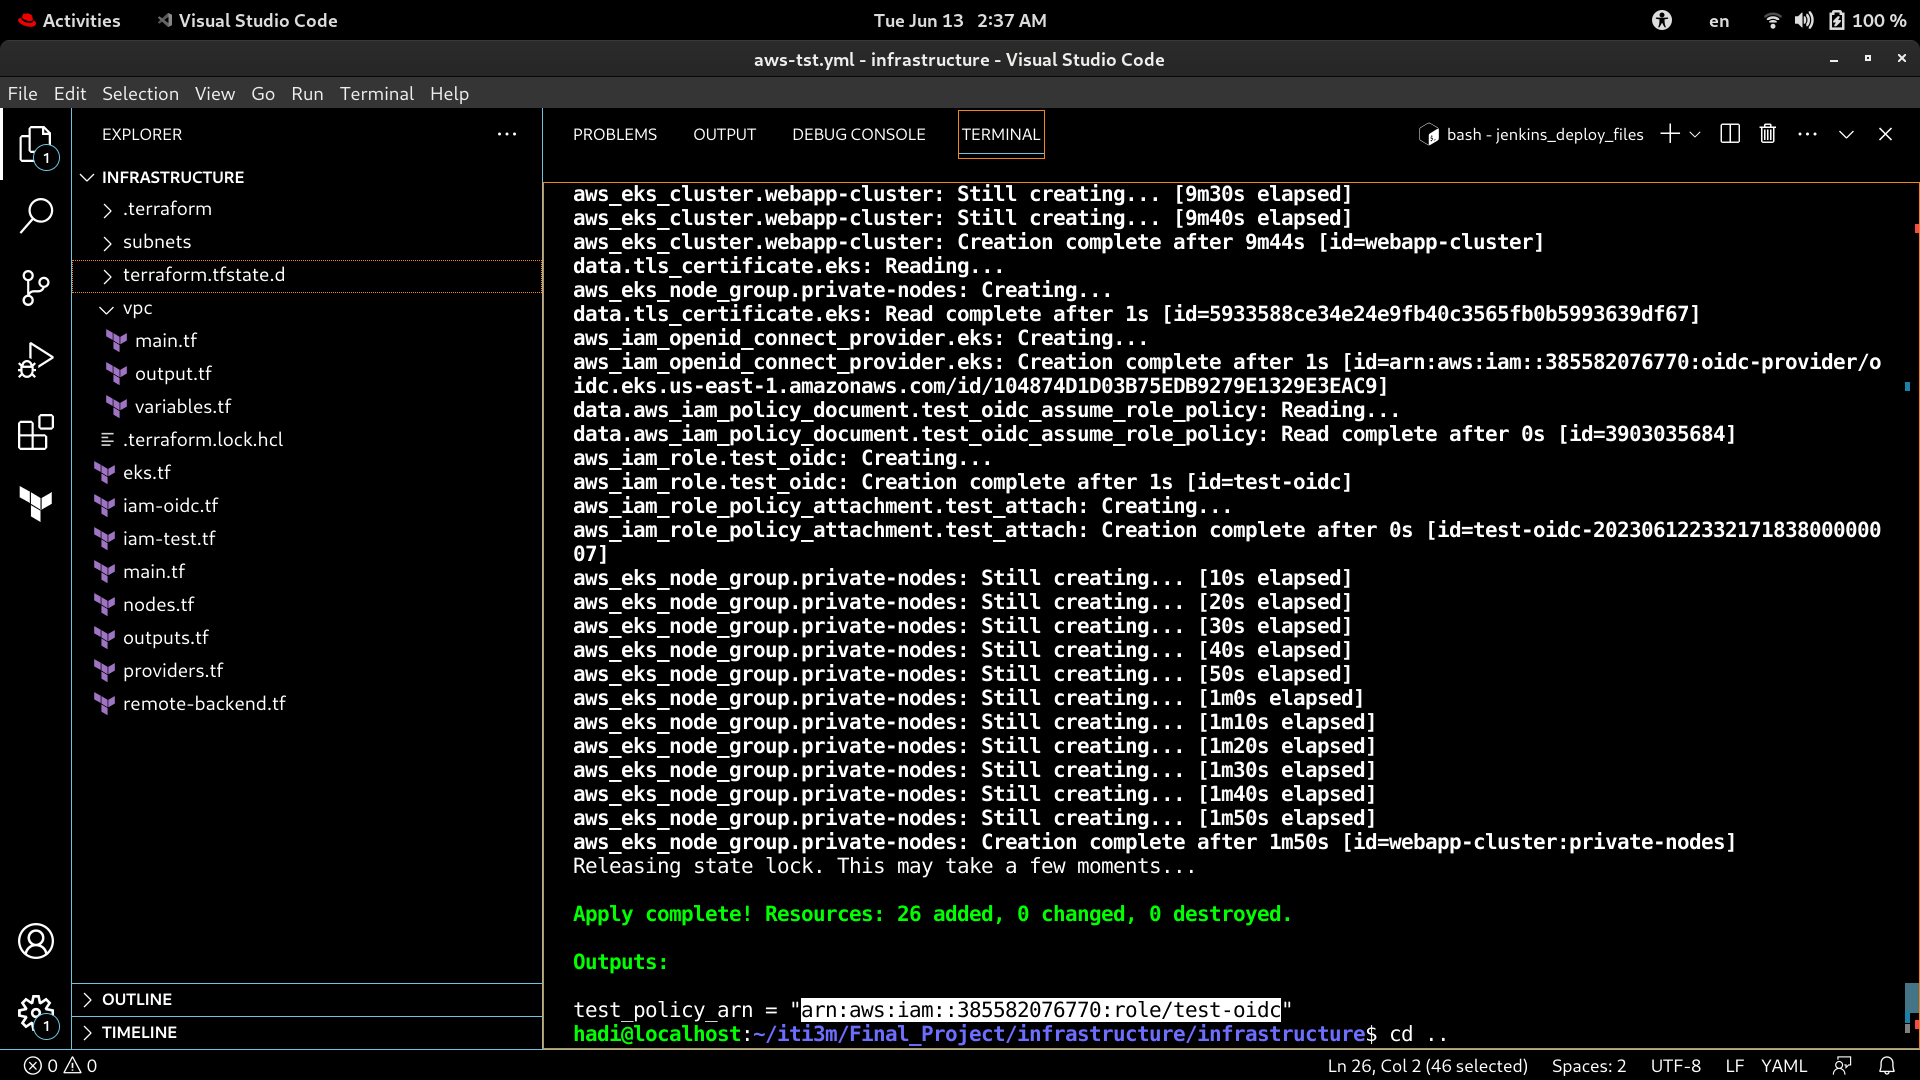 Activities
Visual Studio Code
Tue Jun 13 2:37 AM
en
100 %
aws-tst.yml - infrastructure - Visual Studio Code
File Edit Selection View Go Run Terminal Help
EXPLORER
INFRASTRUCTURE
.terraform
subnets
terraform.tfstate.d
vpc
main.tf
output.tf
variables.tf
.terraform.lock.hcl
eks.tf
iam-oidc.tf
iam-test.tf
main.tf
nodes.tf
outputs.tf
providers.tf
remote-backend.tf
OUTLINE
TIMELINE
1
1
PROBLEMS OUTPUT DEBUG CONSOLE TERMINAL
bash - jenkins_deploy_files
aws_eks_cluster.webapp-cluster: Still creating... [9m30s elapsed]
aws_eks_cluster.webapp-cluster: Still creating... [9m40s elapsed]
aws_eks_cluster.webapp-cluster: Creation complete after 9m44s [id=webapp-cluster]
data.tls_certificate.eks: Reading...
aws_eks_node_group.private-nodes: Creating...
data.tls_certificate.eks: Read complete after 1s [id=5933588ce34e24e9fb40c3565fb0b5993639df67]
aws_iam_openid_connect_provider.eks: Creating...
aws_iam_openid_connect_provider.eks: Creation complete after 1s [id=arn:aws:iam::385582076770:oidc-provider/o
idc.eks.us-east-1.amazonaws.com/id/104874D1D03B75EDB9279E1329E3EAC9]
data.aws_iam_policy_document.test_oidc_assume_role_policy: Reading...
data.aws_iam_policy_document.test_oidc_assume_role_policy: Read complete after 0s [id=3903035684]
aws_iam_role.test_oidc: Creating...
aws_iam_role.test_oidc: Creation complete after 1s [id=test-oidc]
aws_iam_role_policy_attachment.test_attach: Creating...
aws_iam_role_policy_attachment.test_attach: Creation complete after 0s [id=test-oidc-202306122332171838000000
07]
aws_eks_node_group.private-nodes: Still creating... [10s elapsed]
aws_eks_node_group.private-nodes: Still creating... [20s elapsed]
aws_eks_node_group.private-nodes: Still creating... [30s elapsed]
aws_eks_node_group.private-nodes: Still creating... [40s elapsed]
aws_eks_node_group.private-nodes: Still creating... [50s elapsed]
aws_eks_node_group.private-nodes: Still creating... [1m0s elapsed]
aws_eks_node_group.private-nodes: Still creating... [1m10s elapsed]
aws_eks_node_group.private-nodes: Still creating... [1m20s elapsed]
aws_eks_node_group.private-nodes: Still creating... [1m30s elapsed]
aws_eks_node_group.private-nodes: Still creating... [1m40s elapsed]
aws_eks_node_group.private-nodes: Still creating... [1m50s elapsed]
aws_eks_node_group.private-nodes: Creation complete after 1m50s [id=webapp-cluster:private-nodes]
Releasing state lock. This may take a few moments...
Apply complete! Resources: 26 added, 0 changed, 0 destroyed.
Outputs:
test_policy_arn = "arn:aws:iam::385582076770:role/test-oidc"
hadi@localhost:~/iti3m/Final_Project/infrastructure/infrastructure$ cd ..
0 0
Ln 26, Col 2 (46 selected) Spaces: 2 UTF-8 LF YAML